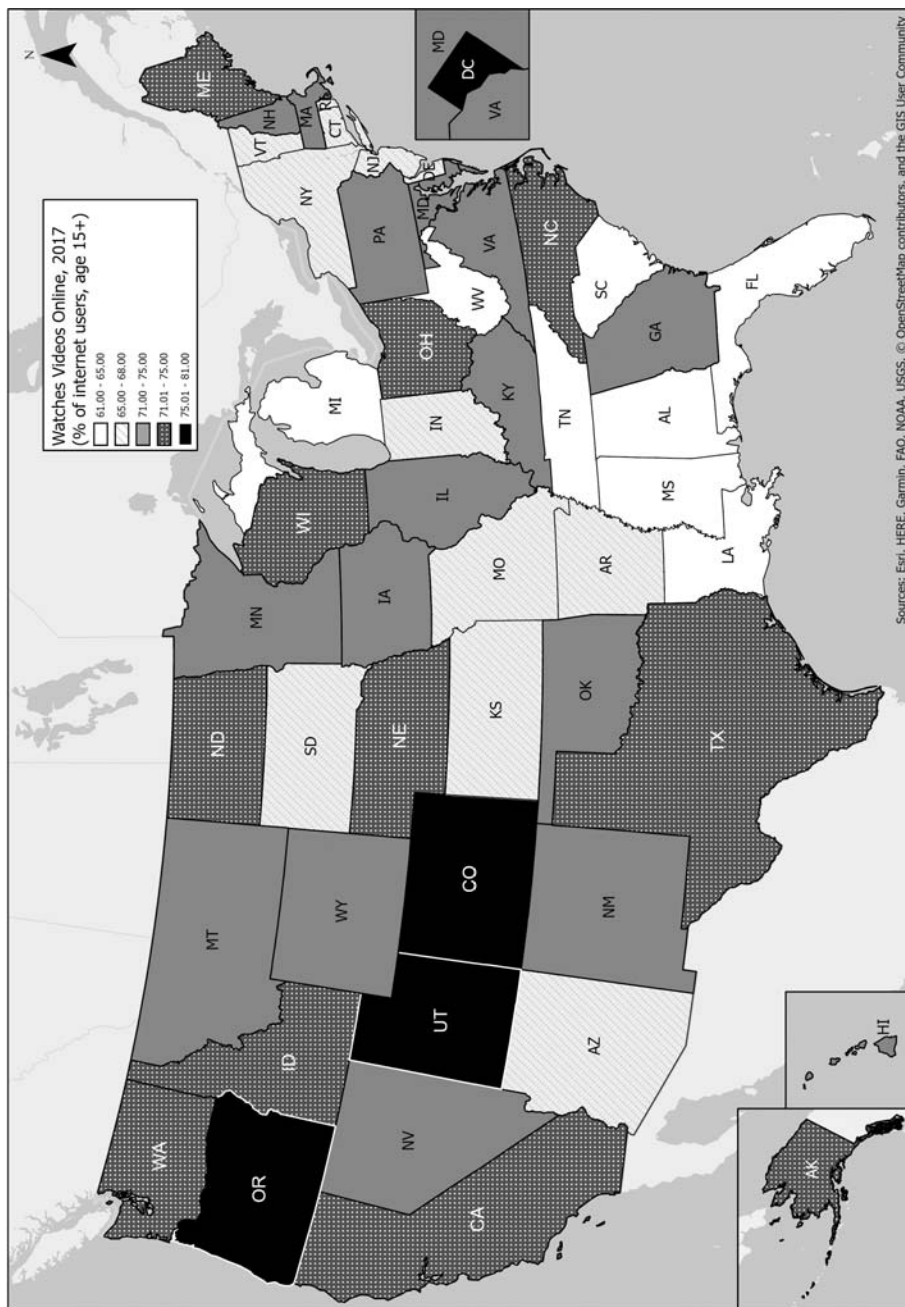 Watches Videos Online, 2017
(% of internet users, age 15+)
61.00 - 65.00
65.00 - 68.00
71.00 - 75.00
71.01 - 75.00
75.01 - 81.00
N
WA
OR
CA
NV
ID
MT
WY
UT
CO
AZ
NM
ND
SD
NE
KS
OK
TX
MN
IA
MO
AR
LA
WI
IL
MI
IN
OH
KY
TN
MS
AL
GA
FL
SC
NC
VA
WV
PA
NY
VT
NH
ME
MA
CT
RI
NJ
DE
MD
MD
DC
VA
AK
HI
Sources: Esri, HERE, Garmin, FAO, NOAA, USGS, © OpenStreetMap contributors, and the GIS User Community